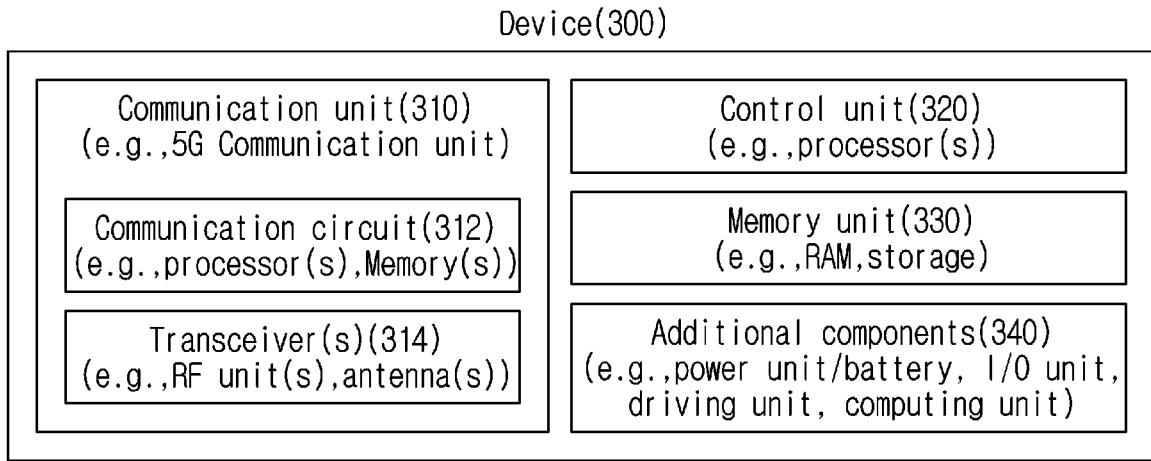 Device(300)
Communication unit(310)
(e.g.,5G Communication unit)
Communication circuit(312)
(e.g.,processor(s),Memory(s))
Transceiver(s)(314)
(e.g.,RF unit(s),antenna(s))
Control unit(320)
(e.g.,processor(s))
Memory unit(330)
(e.g.,RAM,storage)
Additional components(340)
(e.g.,power unit/battery, I/O unit,
driving unit, computing unit)